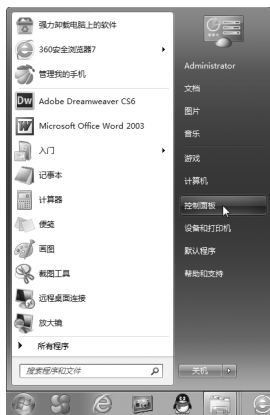 强力卸载电脑上的软件
360安全浏览器7
管理我的手机
Dw Adobe Dreamweaver CS6
W Microsoft Office Word 2003
入门
记事本
计算器
便笺
画图
截图工具
远程桌面连接
放大镜
所有程序
搜索程序和文件
Administrator
文档
图片
音乐
游戏
计算机
控制面板
设备和打印机
默认程序
帮助和支持
关机